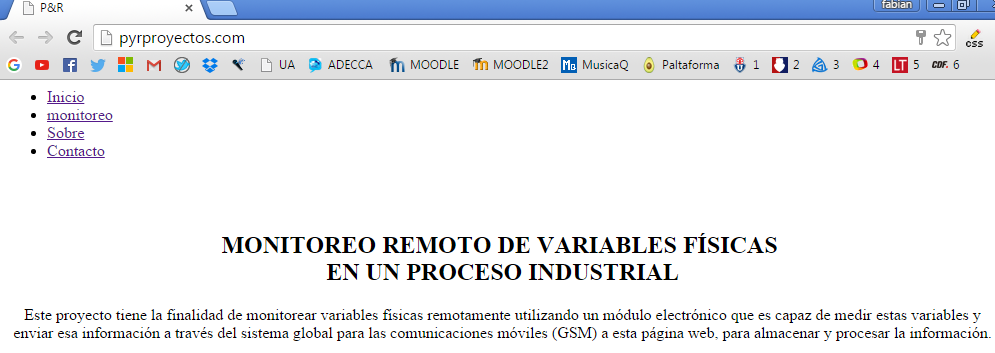 P&R
fabian
pyrproyectos.com
css
UA ADECCA MOODLE MOODLE2 MusicaQ Paltaforma 1 2 3 4 LT 5 CDF. 6
Inicio
monitoreo
Sobre
Contacto
MONITOREO REMOTO DE VARIABLES FÍSICAS
EN UN PROCESO INDUSTRIAL
Este proyecto tiene la finalidad de monitorear variables físicas remotamente utilizando un módulo electrónico que es capaz de medir estas variables y
enviar esa información a través del sistema global para las comunicaciones móviles (GSM) a esta página web, para almacenar y procesar la información.